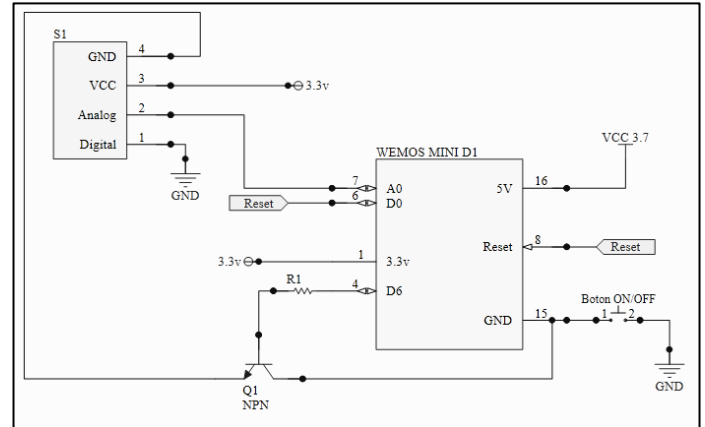 S1
GND 4
VCC 3
3.3v
Analog 2
Digital 1
GND
WEMOS MINI D1
VCC 3.7
7 A0
5V 16
Reset 6 D0
Reset 8 Reset
3.3v 1 3.3v
R1 4 D6
Boton ON/OFF
GND 15 1 2
GND
Q1
NPN